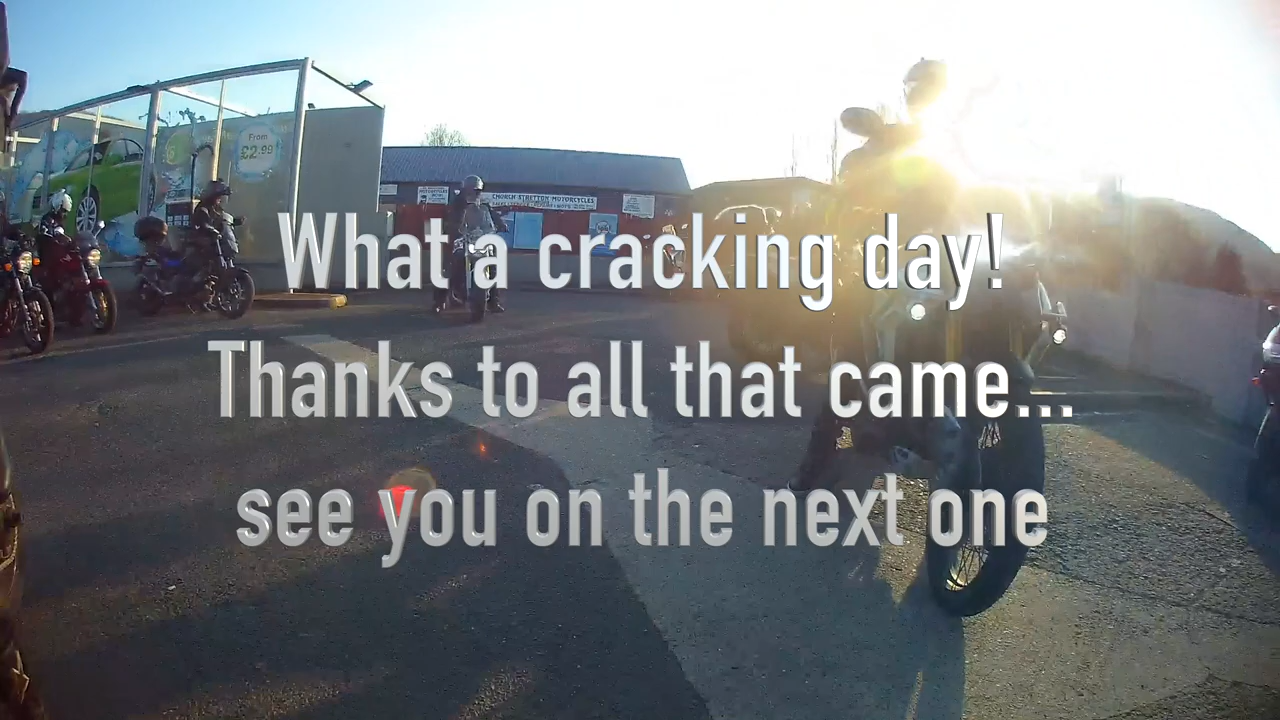 From
£2.99
CHURCH STRETTON MOTORCYCLES
What a cracking day!
Thanks to all that came...
see you on the next one